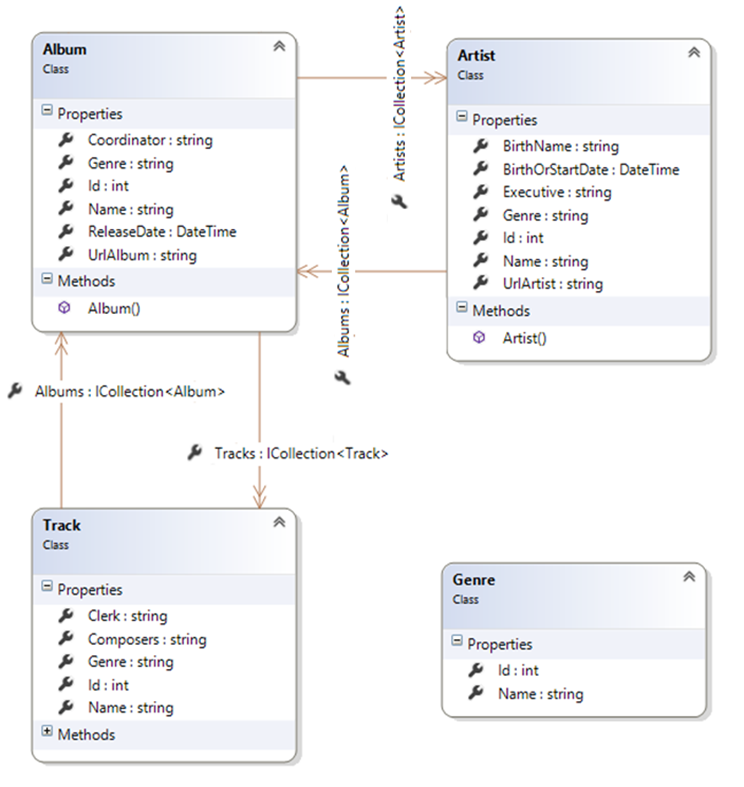 Album
Class
Properties
Coordinator : string
Genre : string
Id : int
Name : string
ReleaseDate : DateTime
UrlAlbum : string
Methods
Album()
Artists : ICollection<Artist>
Albums : ICollection<Album>
Artist
Class
Properties
BirthName : string
BirthOrStartDate : DateTime
Executive : string
Genre : string
Id : int
Name : string
UrlArtist : string
Methods
Artist()
Albums : ICollection<Album>
Tracks : ICollection<Track>
Track
Class
Properties
Clerk : string
Composers : string
Genre : string
Id : int
Name : string
Methods
Genre
Class
Properties
Id : int
Name : string